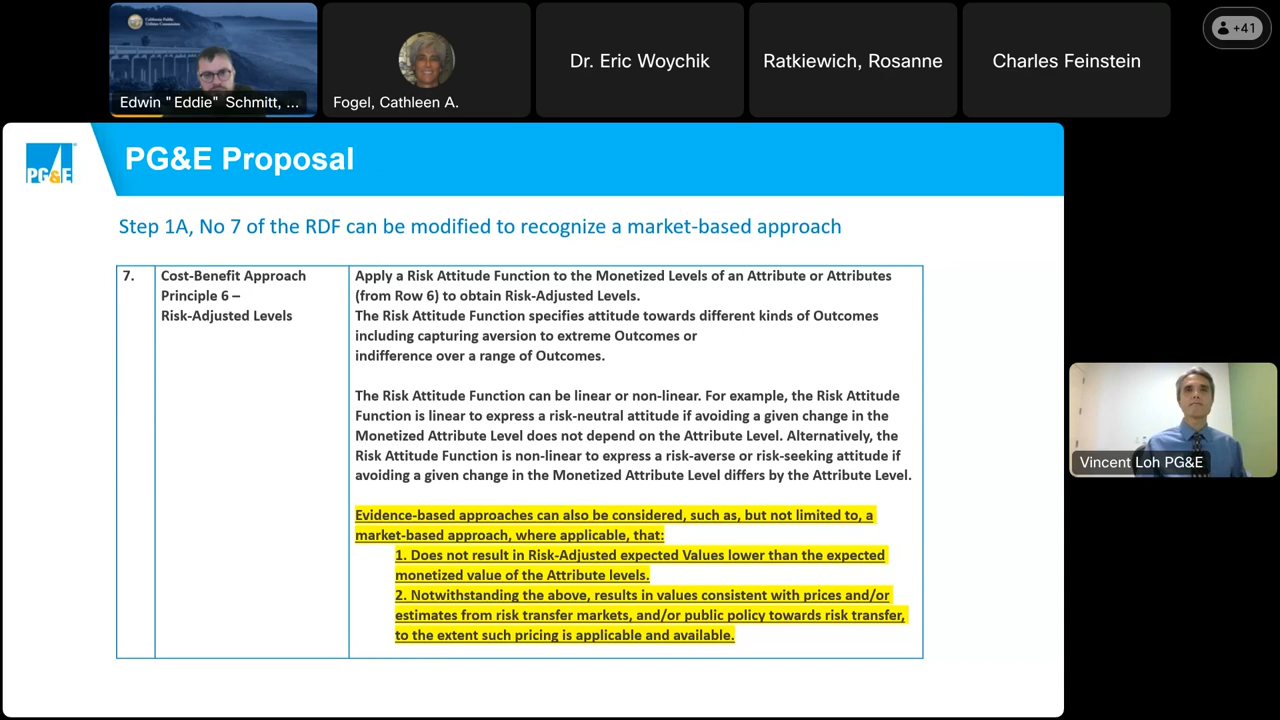 California Public
Utilities Commission
Edwin "Eddie" Schmitt, ...
Fogel, Cathleen A.
Dr. Eric Woychik
Ratkiewich, Rosanne
Charles Feinstein
+41
PG&E
PG&E Proposal
Step 1A, No 7 of the RDF can be modified to recognize a market-based approach
7.
Cost-Benefit Approach
Principle 6 –
Risk-Adjusted Levels
Apply a Risk Attitude Function to the Monetized Levels of an Attribute or Attributes
(from Row 6) to obtain Risk-Adjusted Levels.
The Risk Attitude Function specifies attitude towards different kinds of Outcomes
including capturing aversion to extreme Outcomes or
indifference over a range of Outcomes.
The Risk Attitude Function can be linear or non-linear. For example, the Risk Attitude
Function is linear to express a risk-neutral attitude if avoiding a given change in the
Monetized Attribute Level does not depend on the Attribute Level. Alternatively, the
Risk Attitude Function is non-linear to express a risk-averse or risk-seeking attitude if
avoiding a given change in the Monetized Attribute Level differs by the Attribute Level.
Evidence-based approaches can also be considered, such as, but not limited to, a
market-based approach, where applicable, that:
1. Does not result in Risk-Adjusted expected Values lower than the expected
monetized value of the Attribute levels.
2. Notwithstanding the above, results in values consistent with prices and/or
estimates from risk transfer markets, and/or public policy towards risk transfer,
to the extent such pricing is applicable and available.
Vincent Loh PG&E